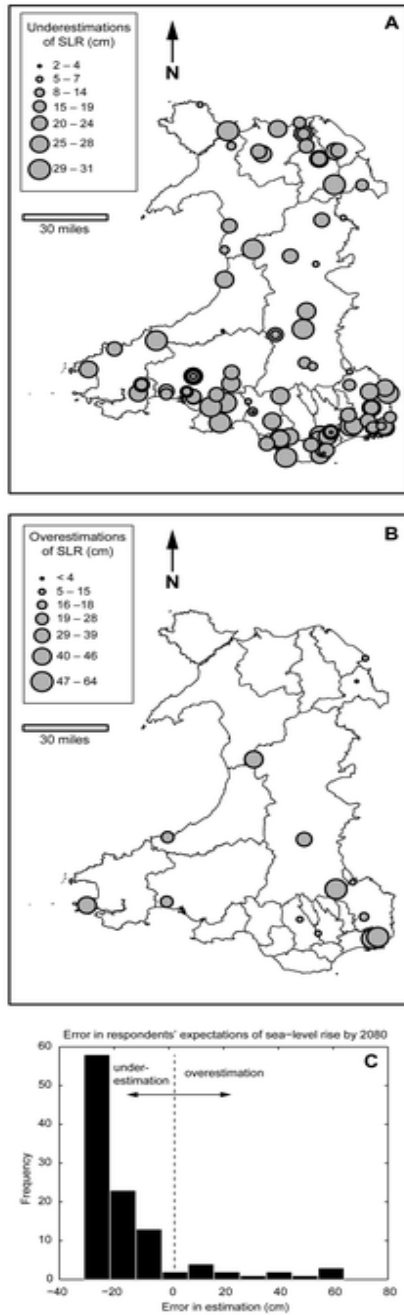 A
Underestimations
of SLR (cm)
2 – 4
5 – 7
8 – 14
15 – 19
20 – 24
25 – 28
29 – 31
N
30 miles
B
Overestimations
of SLR (cm)
< 4
5 – 15
16 –18
19 – 28
29 – 39
40 – 46
47 – 64
N
30 miles
Error in respondents' expectations of sea−level rise by 2080
C
60
50
40
30
20
10
0
Frequency
under-
estimation
overestimation
−40
−20
0
20
40
60
80
Error in estimation (cm)